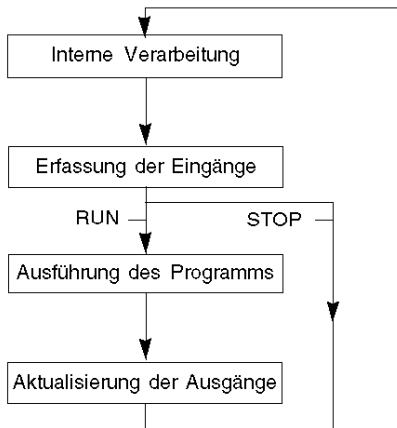 Interne Verarbeitung
Erfassung der Eingänge
RUN
STOP
Ausführung des Programms
Aktualisierung der Ausgänge